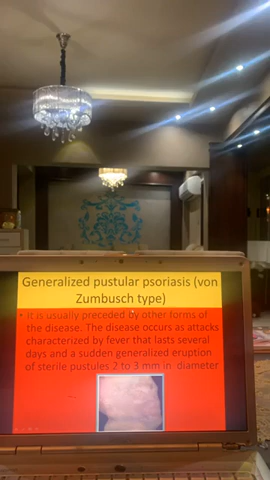 Generalized pustular psoriasis (von
Zumbusch type)
• It is usually preceded by other forms of
the disease. The disease occurs as attacks
characterized by fever that lasts several
days and a sudden generalized eruption
of sterile pustules 2 to 3 mm in diameter